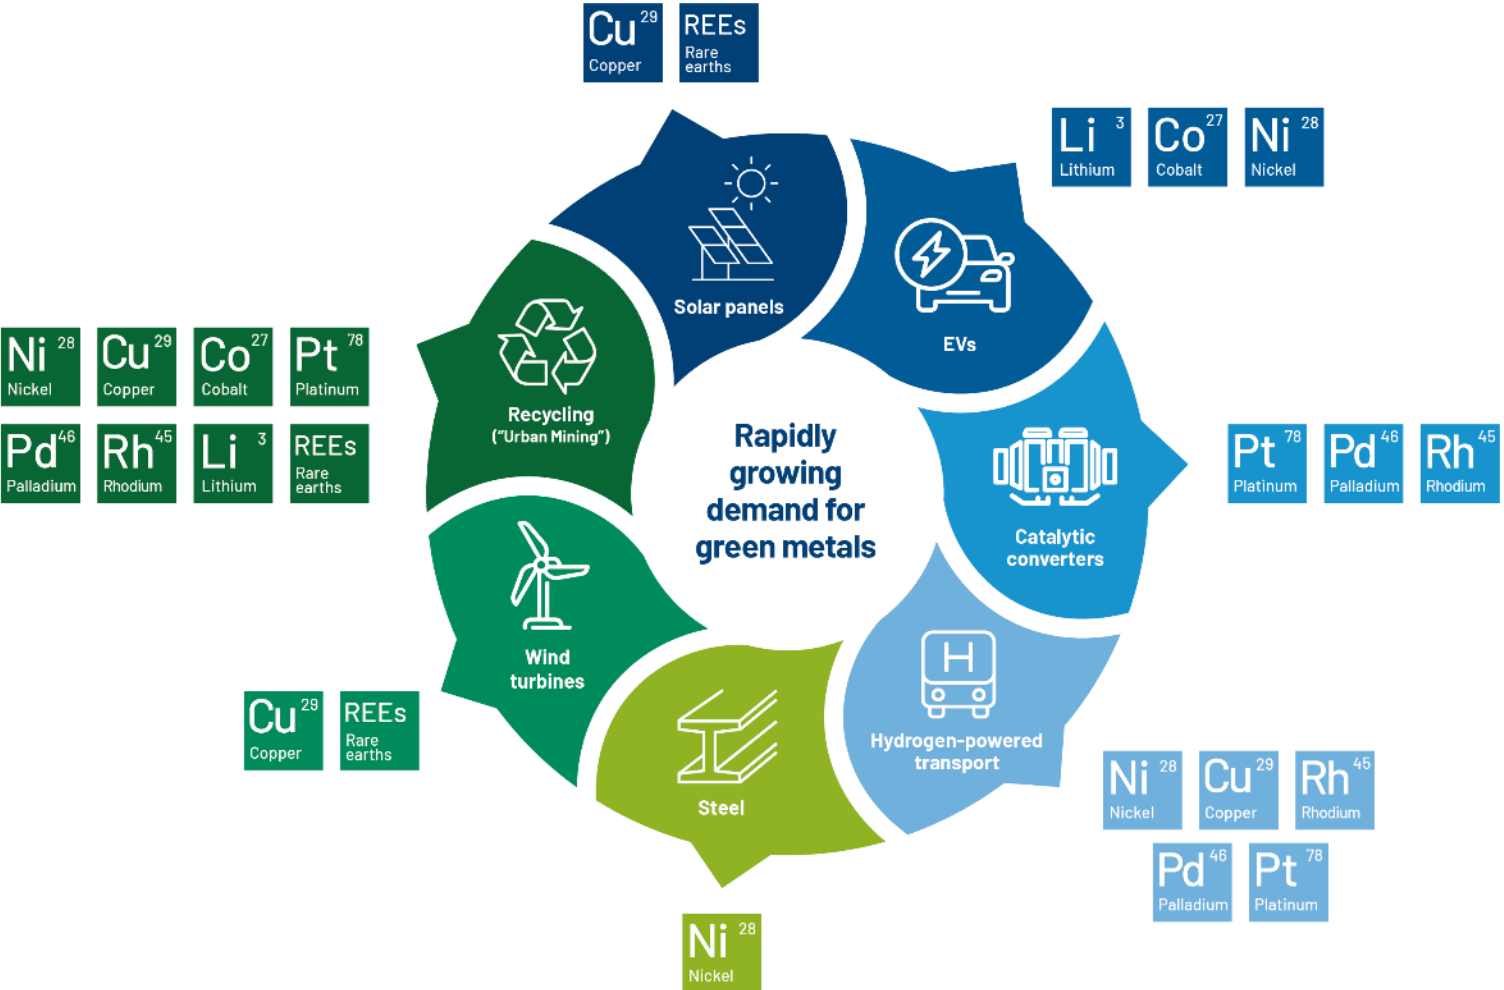 Cu 29
Copper
REEs
Rare
earths
Solar panels
Li 3
Lithium
Co 27
Cobalt
Ni 28
Nickel
EVs
Pt 78
Platinum
Pd 46
Palladium
Rh 45
Rhodium
Catalytic
converters
H
Hydrogen-powered
transport
Ni 28
Nickel
Cu 29
Copper
Rh 45
Rhodium
Pd 46
Palladium
Pt 78
Platinum
Steel
Ni 28
Nickel
Wind
turbines
Cu 29
Copper
REEs
Rare
earths
Recycling
("Urban Mining")
Ni 28
Nickel
Cu 29
Copper
Co 27
Cobalt
Pt 78
Platinum
Pd 46
Palladium
Rh 45
Rhodium
Li 3
Lithium
REEs
Rare
earths
Rapidly
growing
demand for
green metals